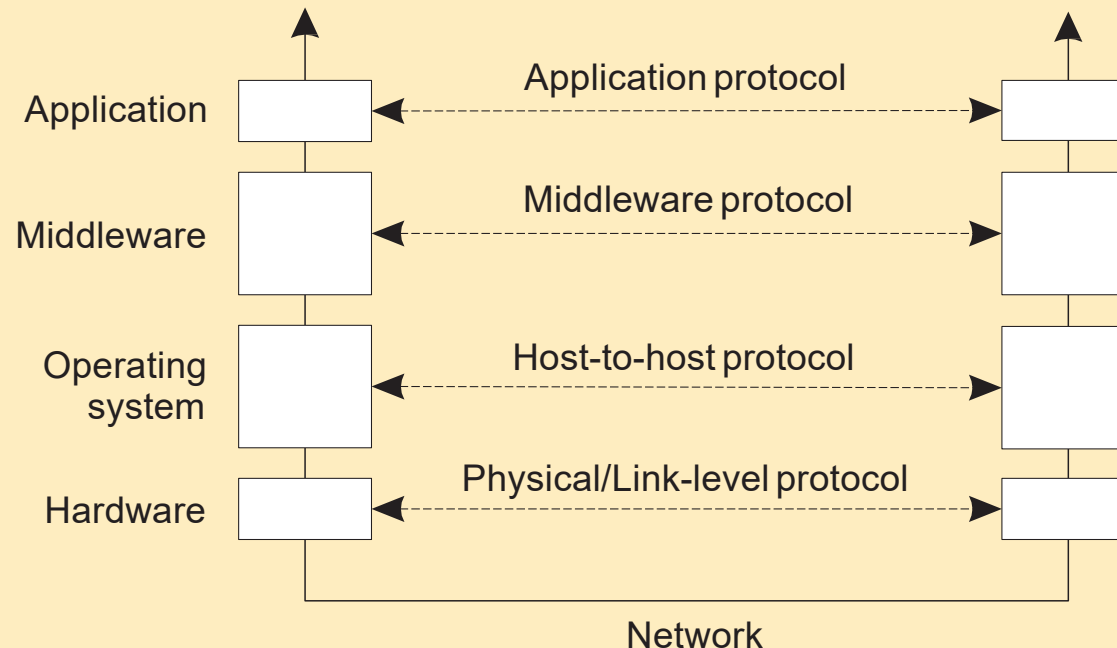 Application protocol
Application
Middleware protocol
Middleware
Host-to-host protocol
Operating
system
Physical/Link-level protocol
Hardware
Network